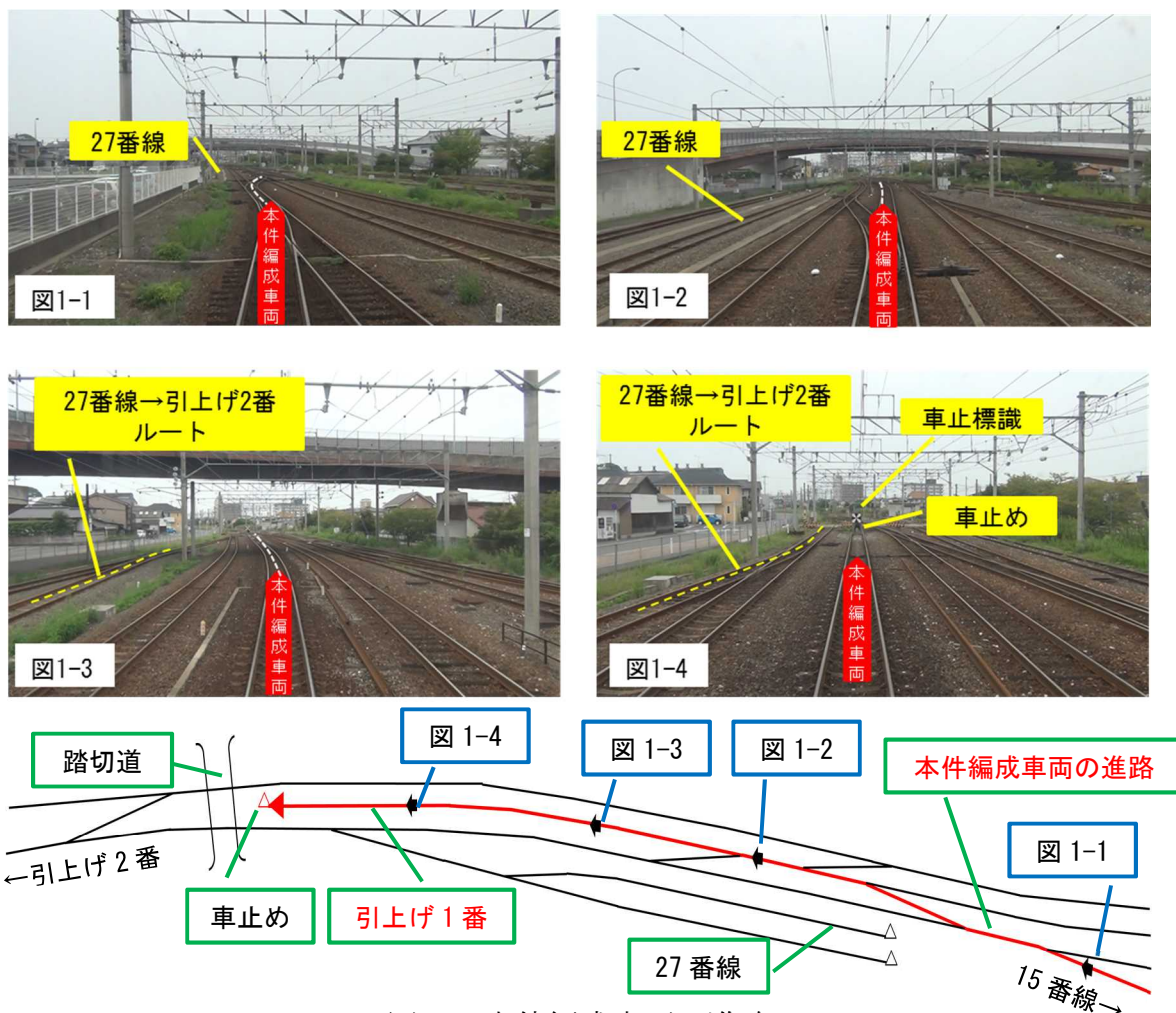 27番線
本件編成車両
図1-1
27番線
本件編成車両
図1-2
27番線→引上げ2番
ルート
本件編成車両
図1-3
27番線→引上げ2番
ルート
車止標識
車止め
本件編成車両
図1-4
踏切道
図 1-4
図 1-3
図 1-2
本件編成車両の進路
図 1-1
←引上げ 2 番
車止め
引上げ 1 番
27 番線
15 番線→